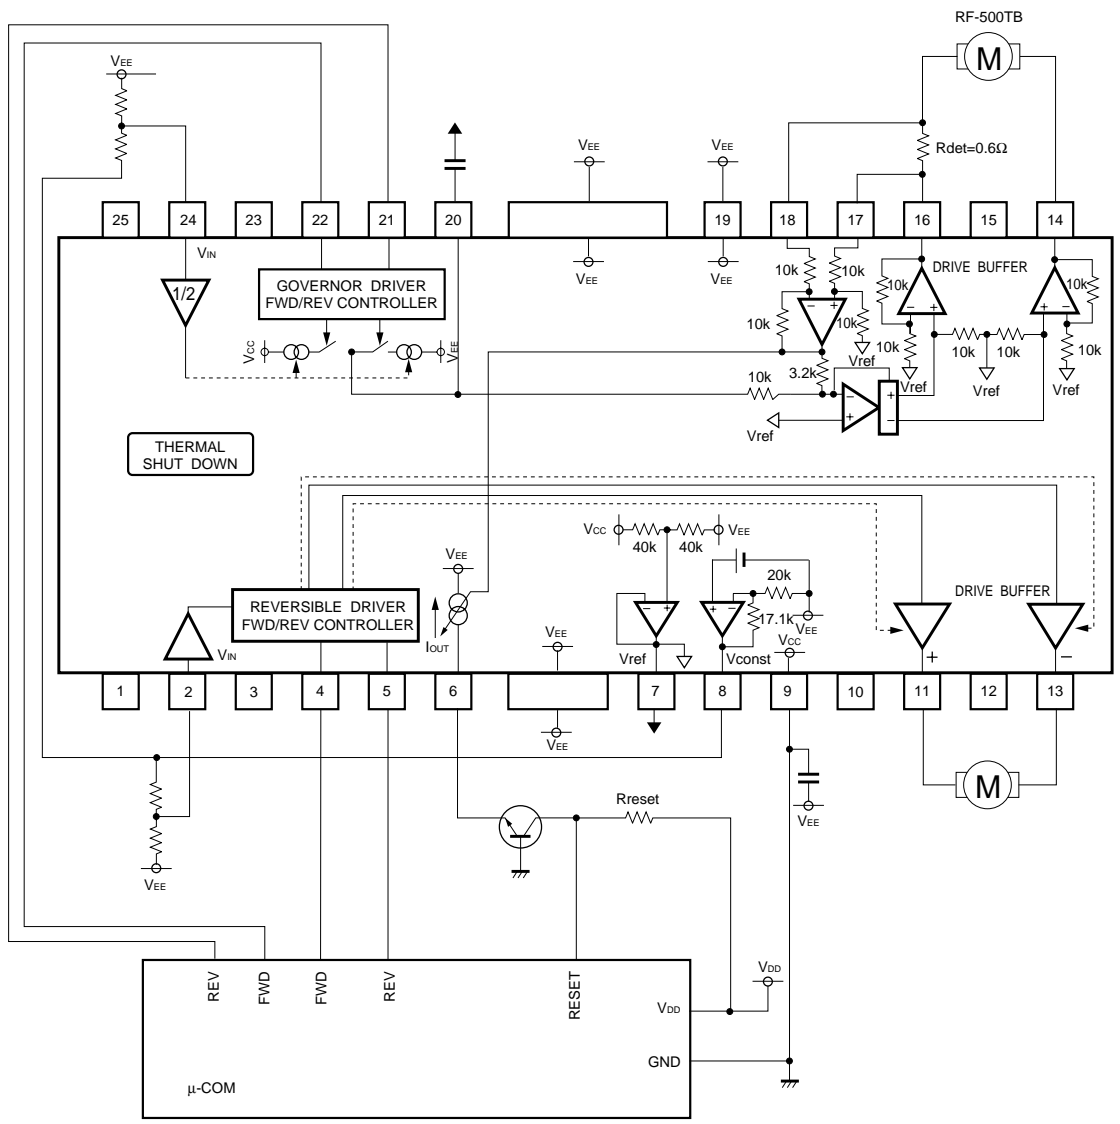 RF-500TB
M
VEE
VEE
VEE
Rdet=0.6Ω
25
24
23
22
21
20
19
18
17
16
15
14
VIN
VEE
VEE
1/2
GOVERNOR DRIVER
FWD/REV CONTROLLER
10k
10k
10k
DRIVE BUFFER
10k
10k
10k
−
+
−
+
+
−
VCC
VEE
Vref
10k
10k
10k
10k
Vref
Vref
Vref
3.2k
10k
−
+
+
−
Vref
THERMAL
SHUT DOWN
VCC
40k
40k
VEE
VEE
20k
REVERSIBLE DRIVER
FWD/REV CONTROLLER
IOUT
−
+
+
−
17.1k
VEE
DRIVE BUFFER
VIN
VEE
Vref
Vconst
VCC
+
−
1
2
3
4
5
6
7
8
9
10
11
12
13
VEE
M
Rreset
VEE
VEE
REV
FWD
FWD
REV
RESET
VDD
VDD
GND
μ-COM